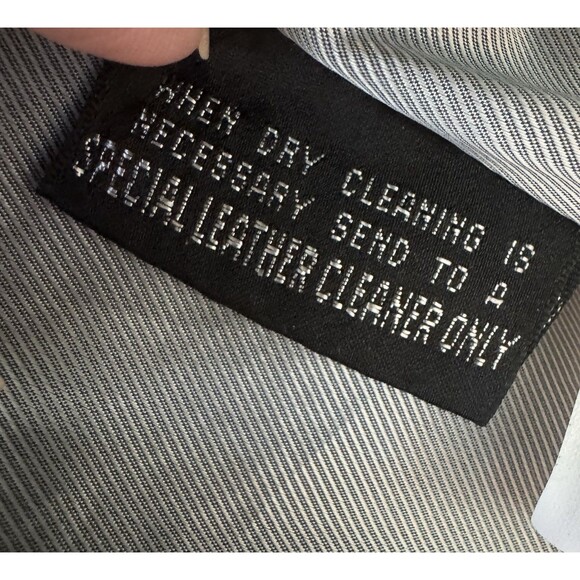 WHEN DRY CLEANING IS
NECESSARY SEND TO A
SPECIAL LEATHER CLEANER ONLY